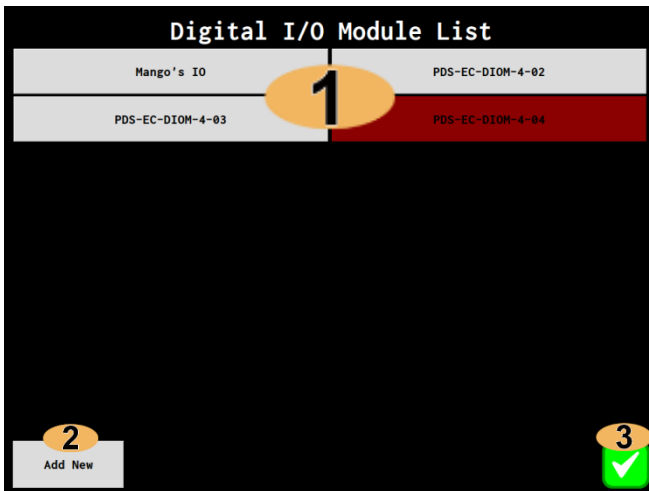 Digital I/O Module List
Mango's IO
PDS-EC-DIOM-4-02
1
PDS-EC-DIOM-4-03
PDS-EC-DIOM-4-04
2
Add New
3